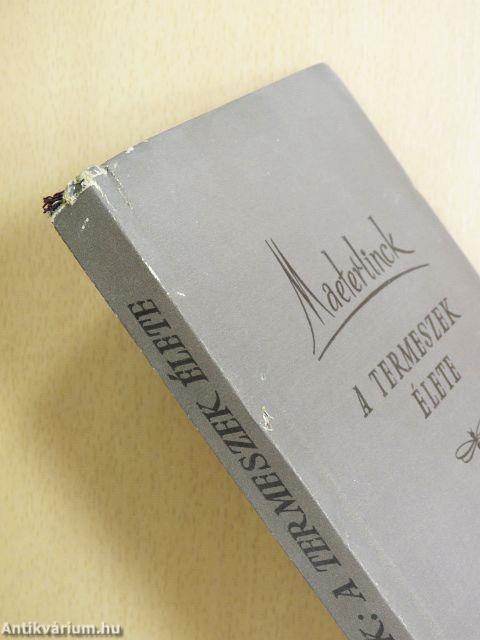 Maeterlinck
A TERMESZEK
ÉLETE
K: A TERMESZEK ÉLETE
Antikvárium.hu